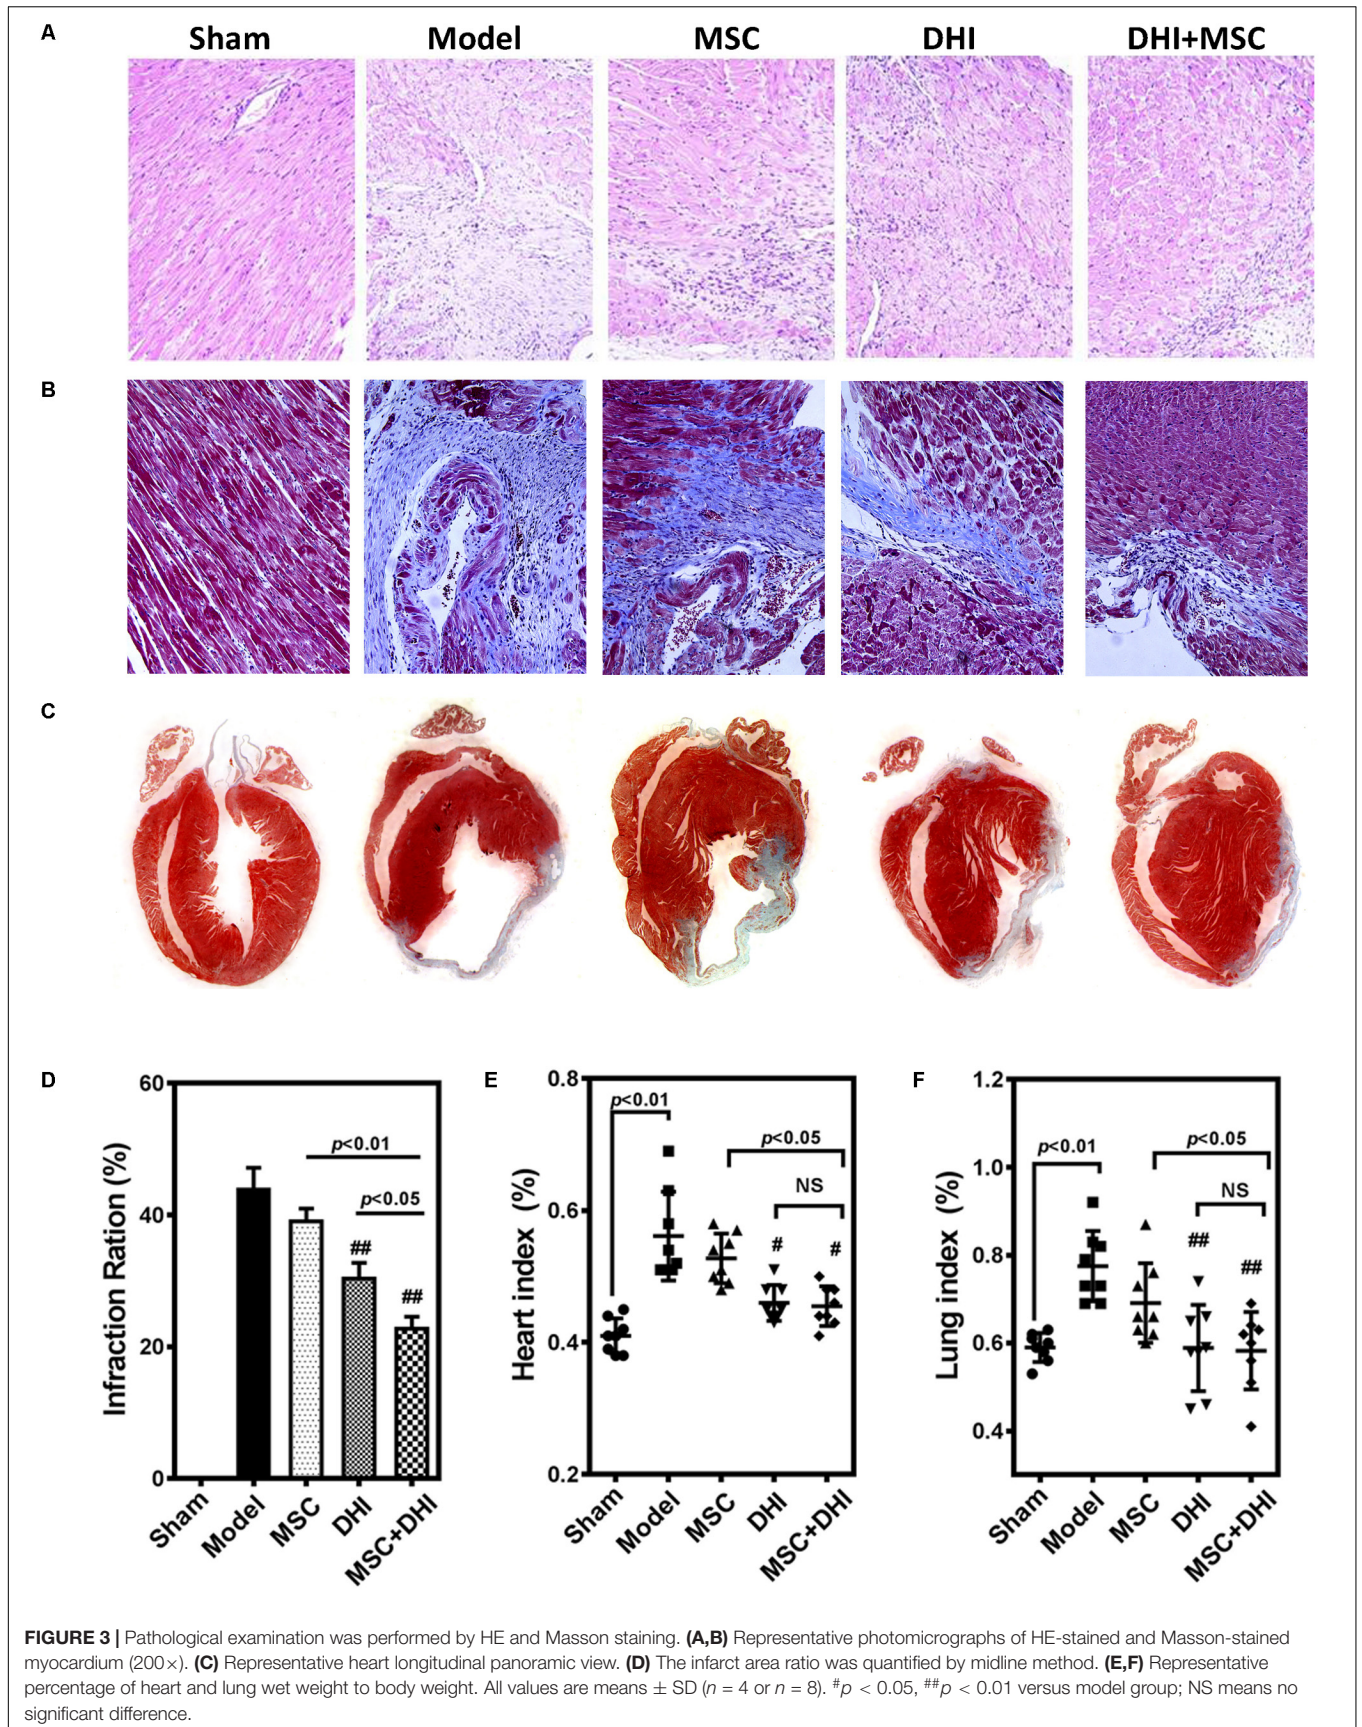 A
Sham Model MSC DHI DHI+MSC
B
C
D
60
40
20
0
Infraction Ration (%)
p<0.01
p<0.05
##
##
Sham
Model
MSC
DHI
MSC+DHI
E
0.8
0.6
0.4
0.2
Heart index (%)
p<0.01
p<0.05
NS
#
#
Sham
Model
MSC
DHI
MSC+DHI
F
1.2
1.0
0.8
0.6
0.4
Lung index (%)
p<0.01
p<0.05
NS
##
##
Sham
Model
MSC
DHI
MSC+DHI
FIGURE 3 | Pathological examination was performed by HE and Masson staining. (A,B) Representative photomicrographs of HE-stained and Masson-stained
myocardium (200×). (C) Representative heart longitudinal panoramic view. (D) The infarct area ratio was quantified by midline method. (E,F) Representative
percentage of heart and lung wet weight to body weight. All values are means ± SD (n = 4 or n = 8). #p < 0.05, ##p < 0.01 versus model group; NS means no
significant difference.